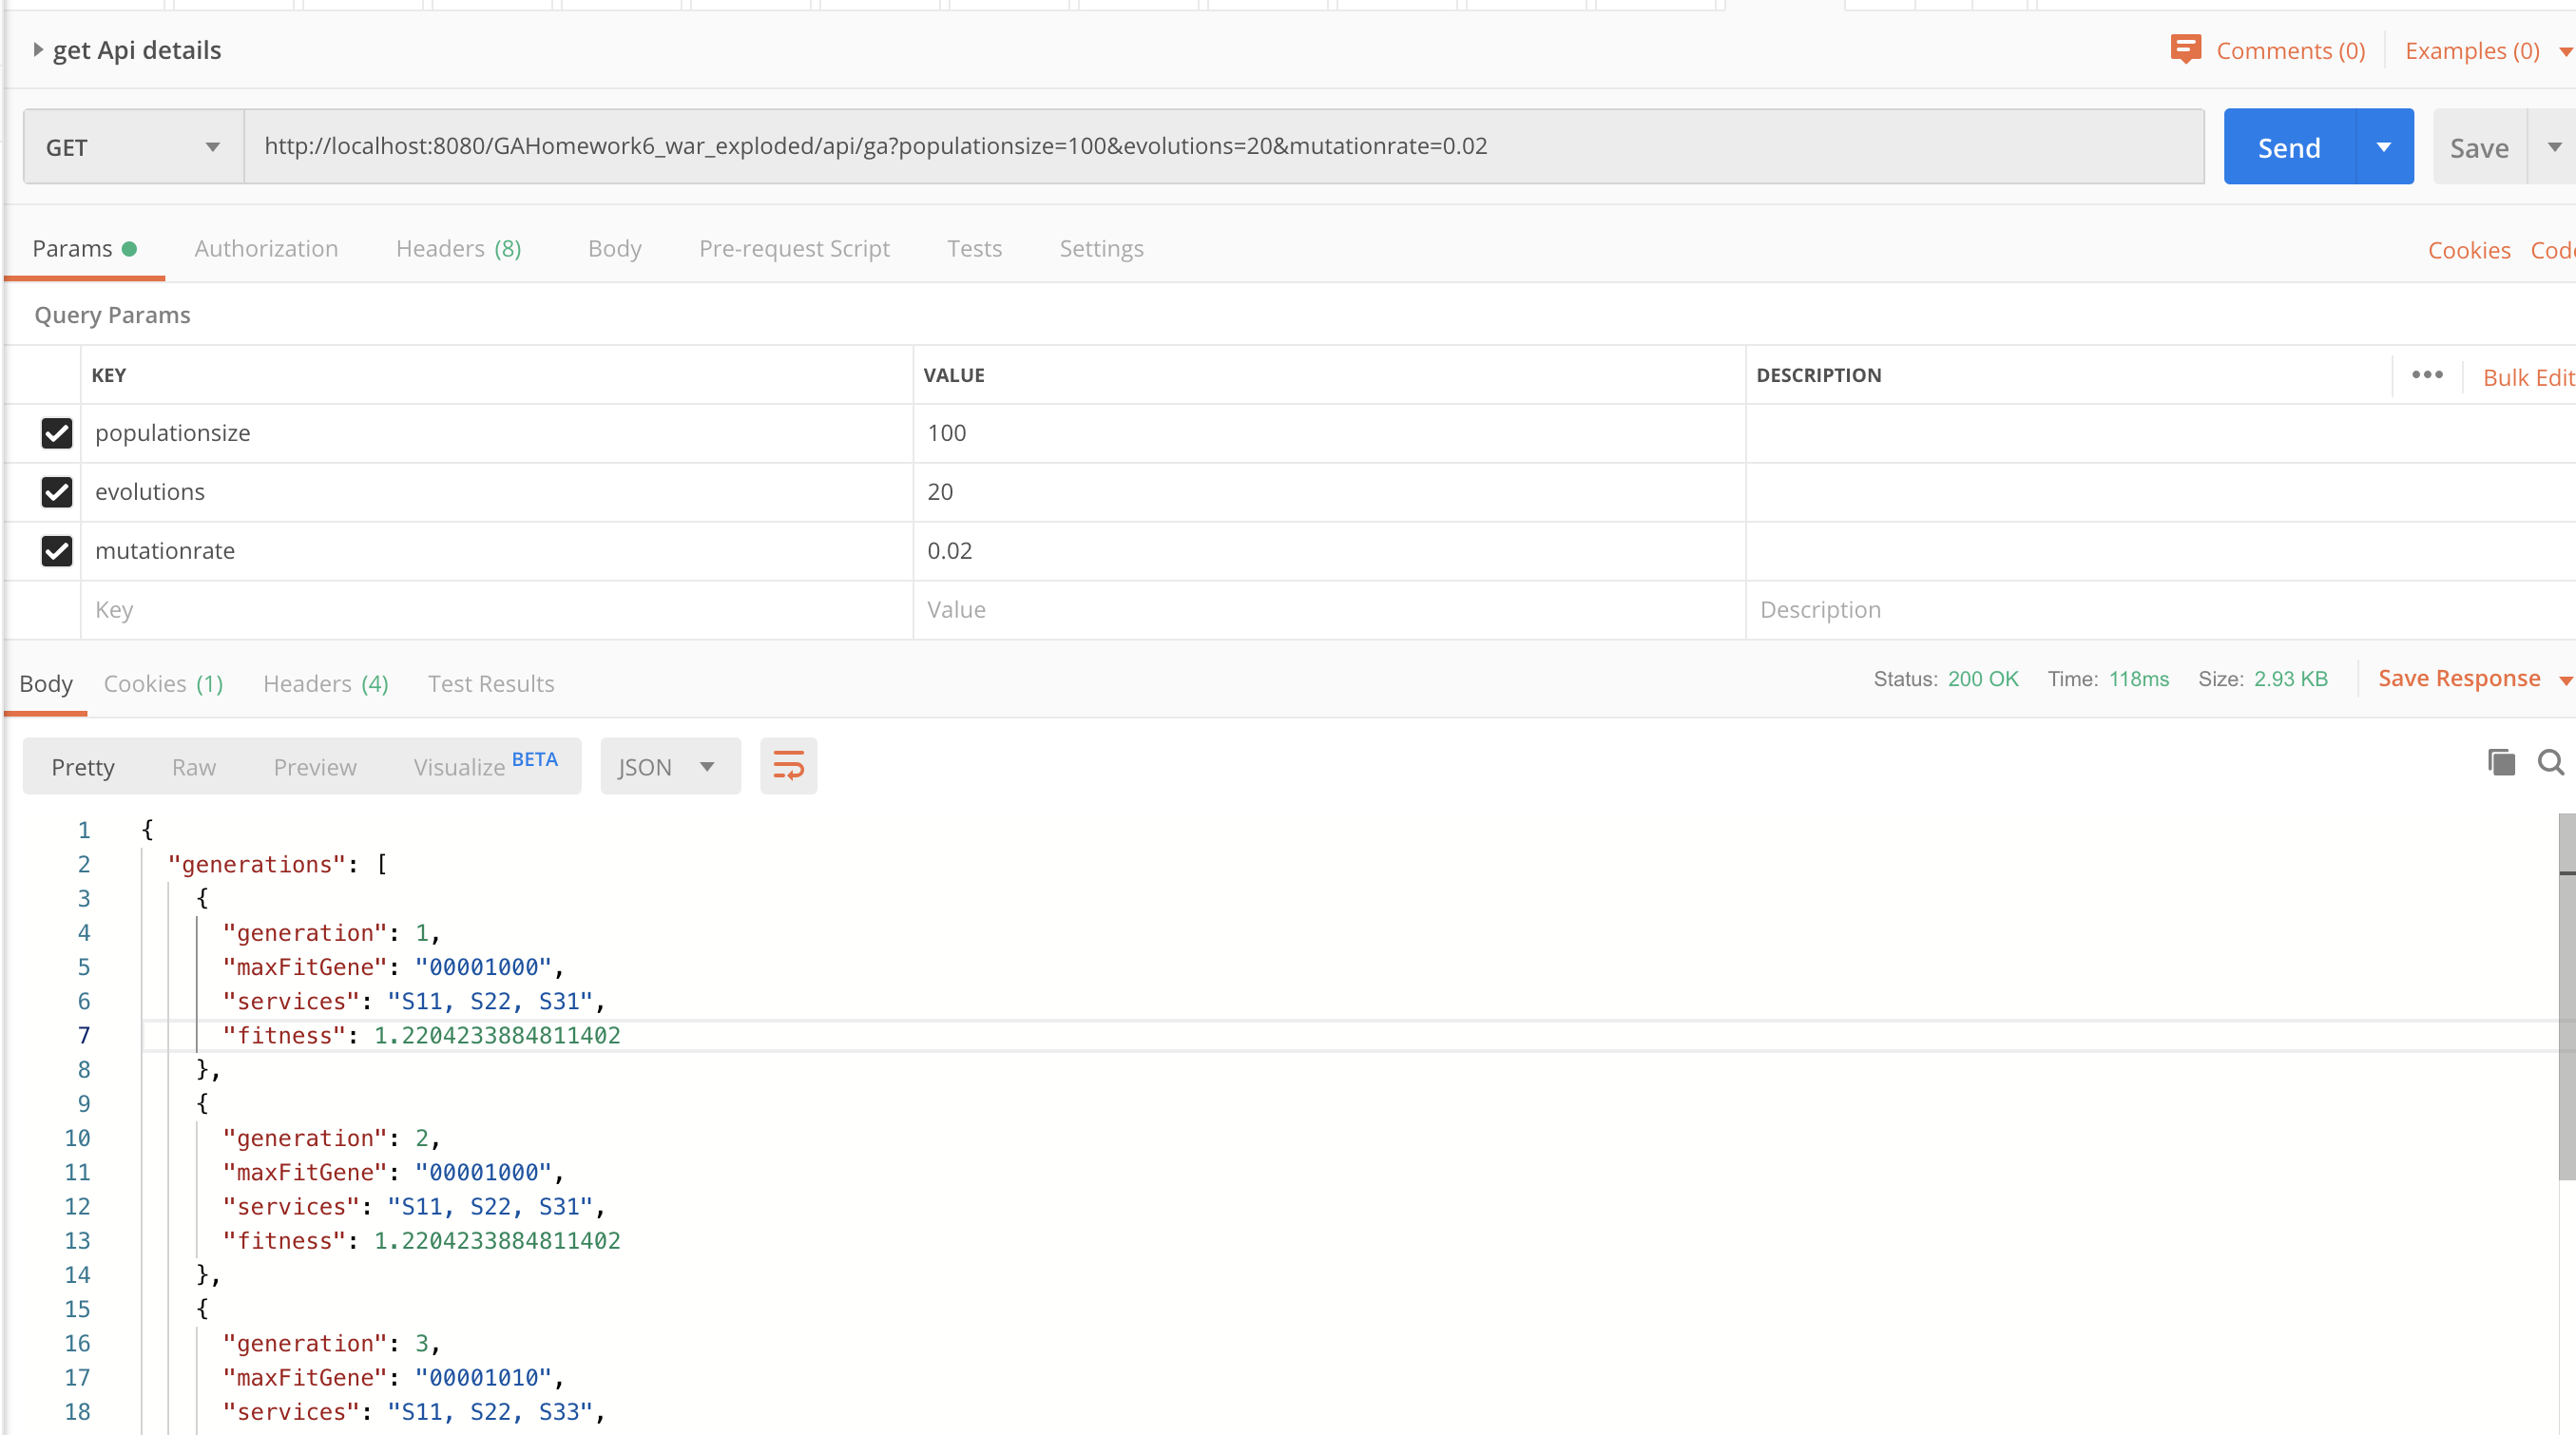 get Api details
Comments (0) Examples (0)
GET http://localhost:8080/GAHomework6_war_exploded/api/ga?populationsize=100&evolutions=20&mutationrate=0.02 Send Save
Params Authorization Headers (8) Body Pre-request Script Tests Settings Cookies
Query Params
KEY VALUE DESCRIPTION Bulk Edit
populationsize 100
evolutions 20
mutationrate 0.02
Key Value Description
Body Cookies (1) Headers (4) Test Results Status: 200 OK Time: 118ms Size: 2.93 KB Save Response
Pretty Raw Preview Visualize BETA JSON
1 {
2 "generations": [
3 {
4 "generation": 1,
5 "maxFitGene": "00001000",
6 "services": "S11, S22, S31",
7 "fitness": 1.2204233884811402
8 },
9 {
10 "generation": 2,
11 "maxFitGene": "00001000",
12 "services": "S11, S22, S31",
13 "fitness": 1.2204233884811402
14 },
15 {
16 "generation": 3,
17 "maxFitGene": "00001010",
18 "services": "S11, S22, S33",